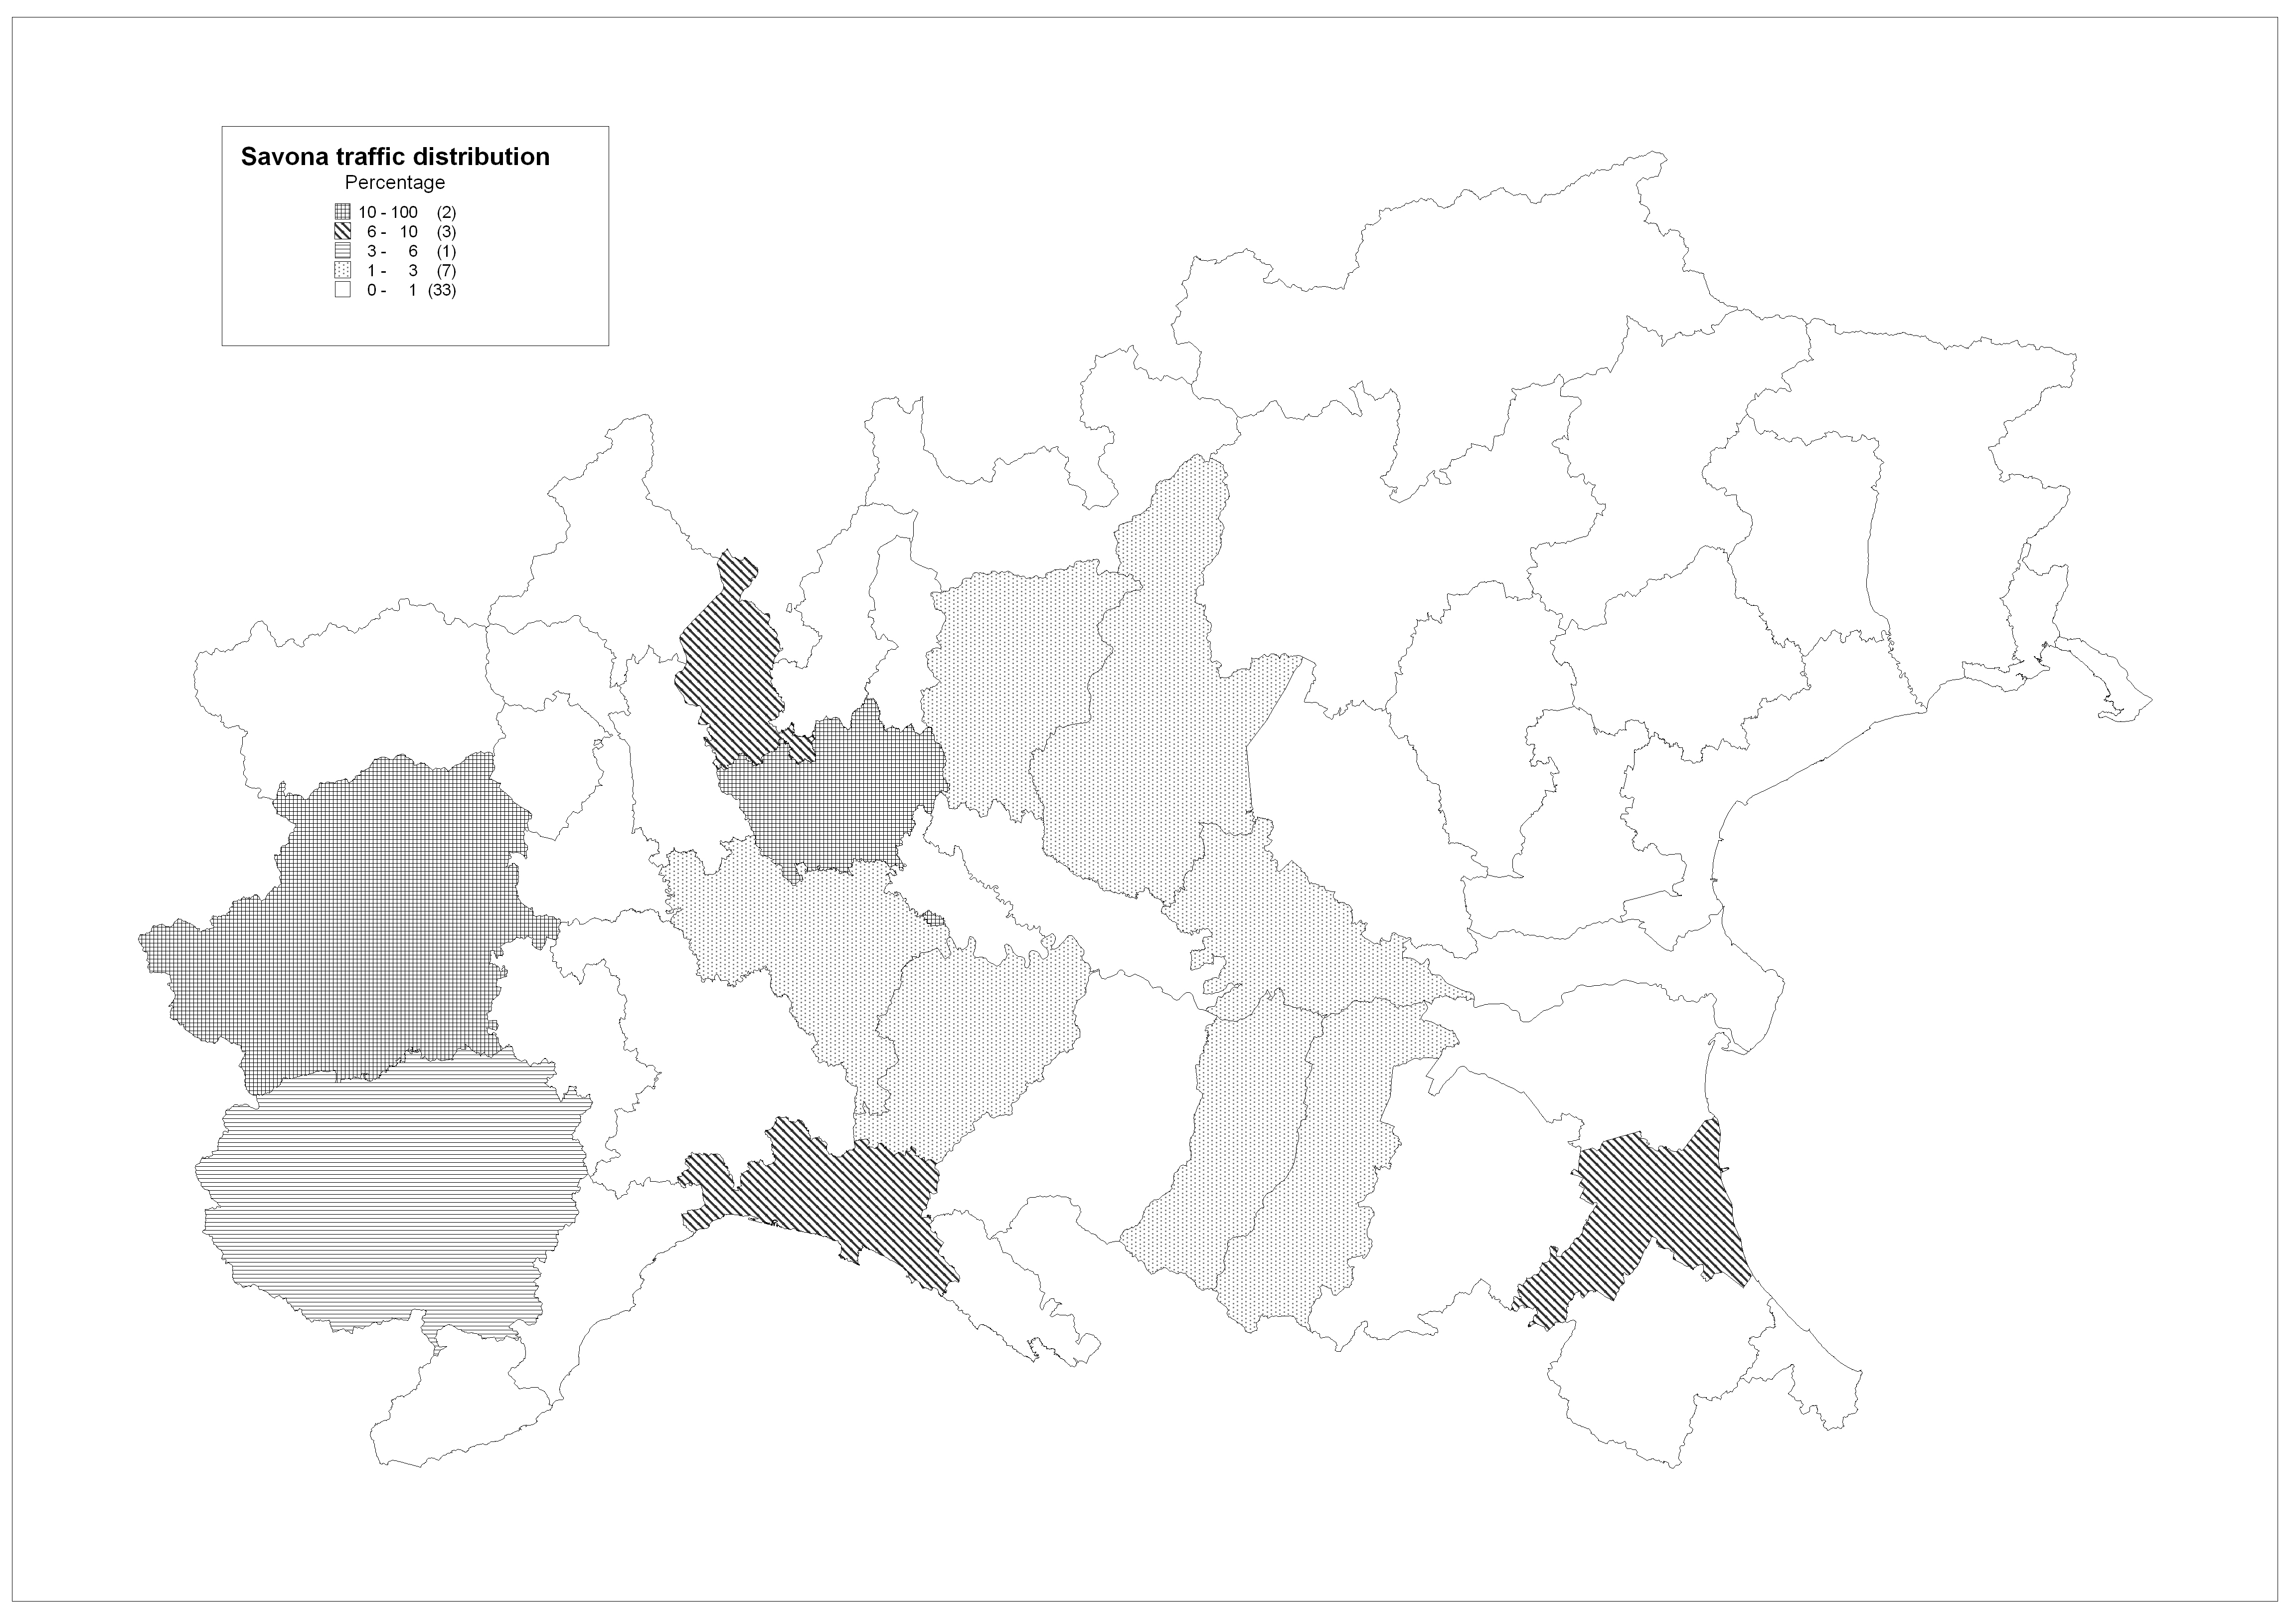 Savona traffic distribution
Percentage
10 - 100 (2)
6 - 10 (3)
3 - 6 (1)
1 - 3 (7)
0 - 1 (33)